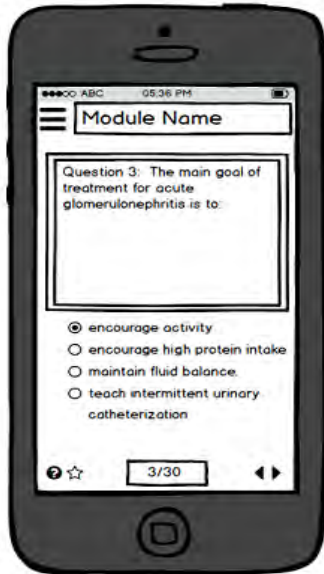 ABC 05:36 PM
Module Name
Question 3: The main goal of
treatment for acute
glomerulonephritis is to:
encourage activity
encourage high protein intake
maintain fluid balance.
teach intermittent urinary
catheterization
3/30